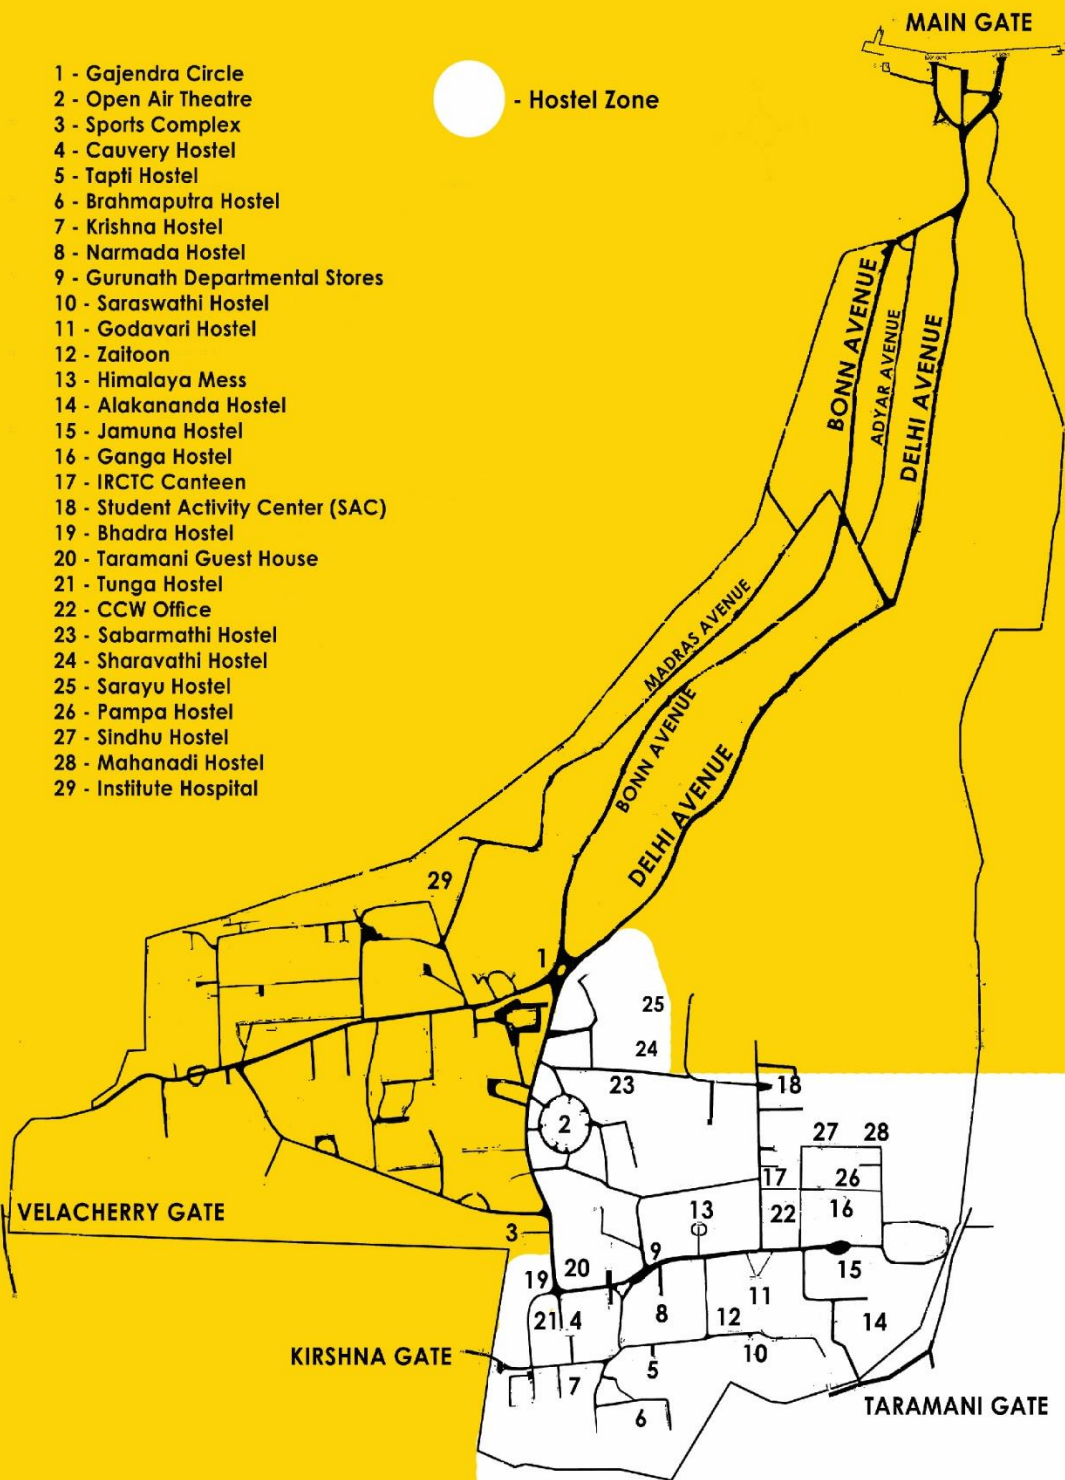 MAIN GATE
1 - Gajendra Circle
2 - Open Air Theatre
3 - Sports Complex
4 - Cauvery Hostel
5 - Tapti Hostel
6 - Brahmaputra Hostel
7 - Krishna Hostel
8 - Narmada Hostel
9 - Gurunath Departmental Stores
10 - Saraswathi Hostel
11 - Godavari Hostel
12 - Zaitoon
13 - Himalaya Mess
14 - Alakananda Hostel
15 - Jamuna Hostel
16 - Ganga Hostel
17 - IRCTC Canteen
18 - Student Activity Center (SAC)
19 - Bhadra Hostel
20 - Taramani Guest House
21 - Tunga Hostel
22 - CCW Office
23 - Sabarmathi Hostel
24 - Sharavathi Hostel
25 - Sarayu Hostel
26 - Pampa Hostel
27 - Sindhu Hostel
28 - Mahanadi Hostel
29 - Institute Hospital
- Hostel Zone
BONN AVENUE
ADYAR AVENUE
DELHI AVENUE
MADRAS AVENUE
BONN AVENUE
DELHI AVENUE
29
1
25
24
23
18
2
27 28
17 26
VELACHERRY GATE
13 22 16
3
9
20 15
19
21 4 8 12 11 14
KIRSHNA GATE
5 10
7
TARAMANI GATE
6